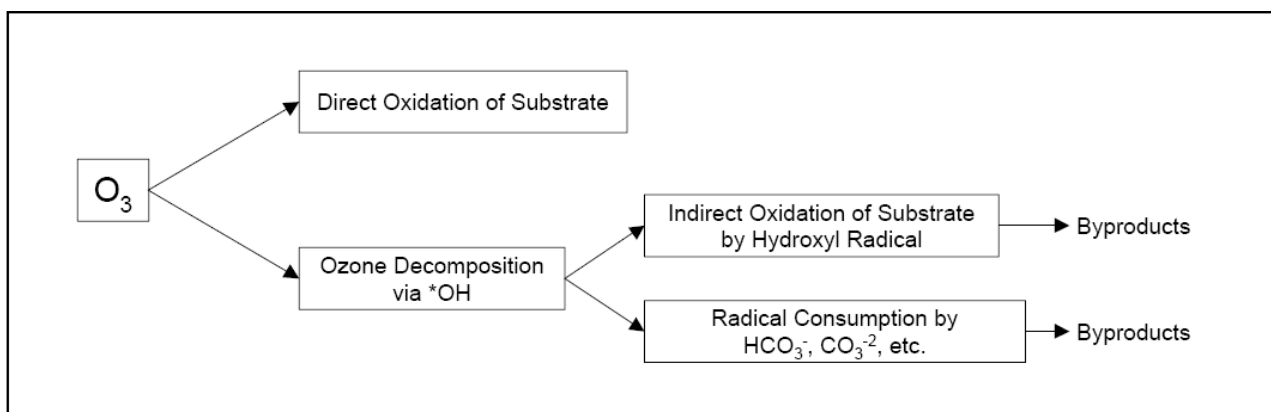 Direct Oxidation of Substrate
O₃
Indirect Oxidation of Substrate
by Hydroxyl Radical
Byproducts
Ozone Decomposition
via *OH
Radical Consumption by
HCO₃⁻, CO₃⁻², etc.
Byproducts